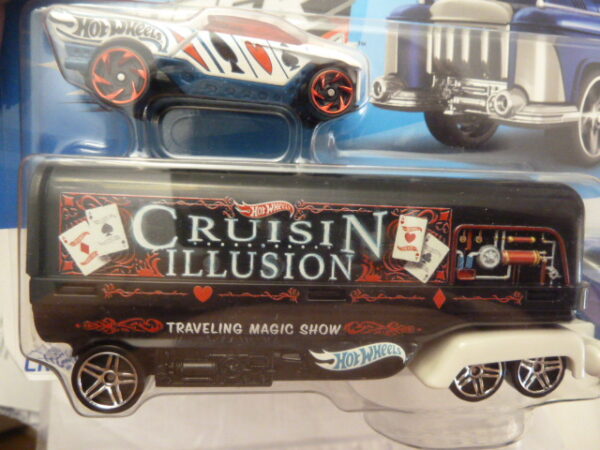 HOT WHEELS
HOT WHEELS
CRUISIN
ILLUSION
TRAVELING MAGIC SHOW
HOT WHEELS